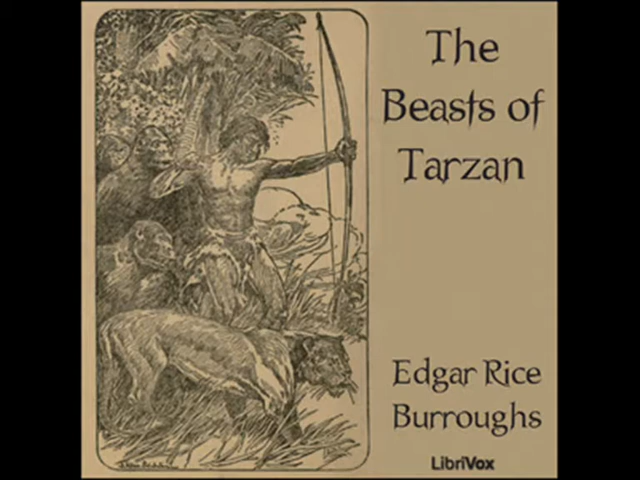 The
Beasts of
Tarzan
Edgar Rice
Burroughs
LibriVox